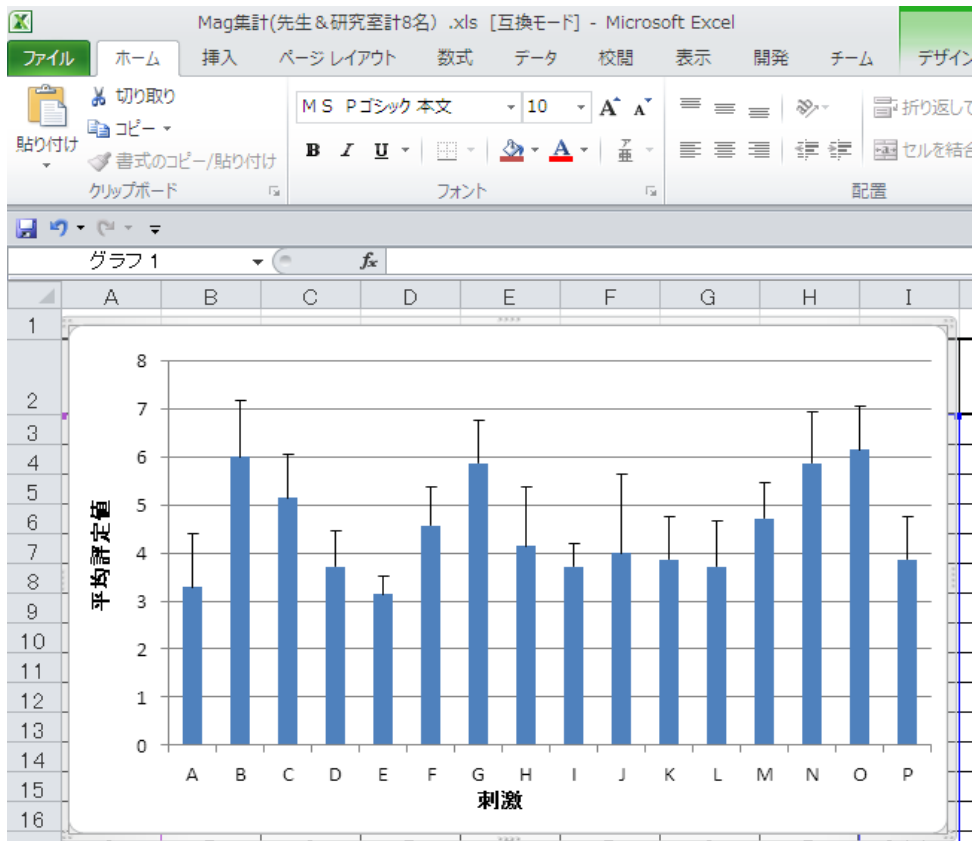 Mag集計(先生＆研究室計8名）.xls [互換モード] - Microsoft Excel
ファイル ホーム 挿入 ページ レイアウト 数式 データ 校閲 表示 開発 チーム デザイン
貼り付け
切り取り
コピー
書式のコピー/貼り付け
クリップボード
ＭＳ Ｐゴシック 本文 10
B I U
フォント
折り返して
セルを結合
配置
グラフ 1 fx
A B C D E F G H I
1
2
3
4
5
6
7
8
9
10
11
12
13
14
15
16
平均評定値
8
7
6
5
4
3
2
1
0
A B C D E F G H I J K L M N O P
刺激